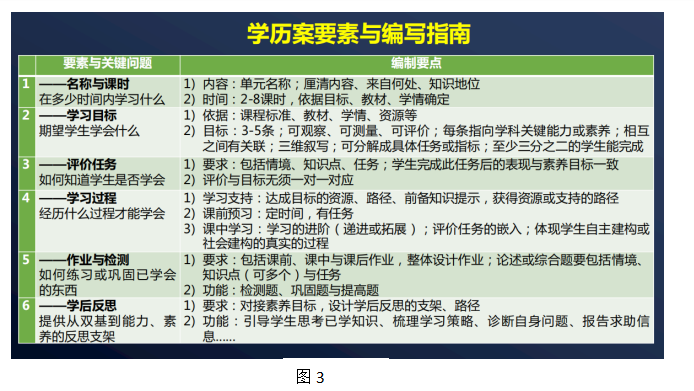 学历案要素与编写指南
要素与关键问题
编制要点
1
——名称与课时
在多少时间内学习什么
1) 内容：单元名称；厘清内容、来自何处、知识地位
2) 时间：2-8课时，依据目标、教材、学情确定
2
——学习目标
期望学生学会什么
1) 依据：课程标准、教材、学情、资源等
2) 目标：3-5条；可观察、可测量、可评价；每条指向学科关键能力或素养；相互
之间有关联；三维叙写；可分解成具体任务或指标；至少三分之二的学生能完成
3
——评价任务
如何知道学生是否学会
1) 要求：包括情境、知识点、任务；学生完成此任务后的表现与素养目标一致
2) 评价与目标无须一对一对应
4
——学习过程
经历什么过程才能学会
1) 学习支持：达成目标的资源、路径、前备知识提示，获得资源或支持的路径
2) 课前预习：定时间，有任务
3) 课中学习：学习的进阶（递进或拓展）；评价任务的嵌入；体现学生自主建构或
社会建构的真实的过程
5
——作业与检测
如何练习或巩固已学会
的东西
1) 要求：包括课前、课中与课后作业，整体设计作业；论述或综合题要包括情境、
知识点（可多个）与任务
2) 功能：检测题、巩固题与提高题
6
——学后反思
提供从双基到能力、素
养的反思支架
1) 要求：对接素养目标，设计学后反思的支架、路径
2) 功能：引导学生思考已学知识、梳理学习策略、诊断自身问题、报告求助信
息……
图 3